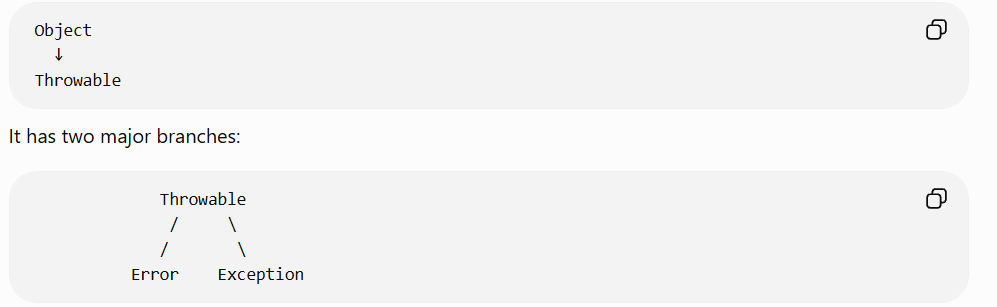 Object
↓
Throwable
It has two major branches:
Throwable
/ \
/ \
Error Exception